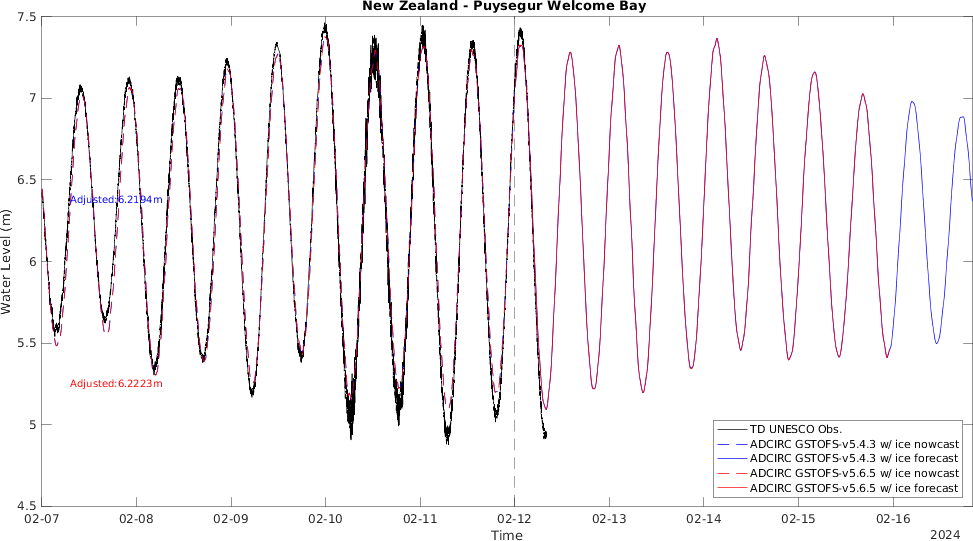 New Zealand - Puysegur Welcome Bay
7.5
7
6.5
6
5.5
5
4.5
Water Level (m)
Adjusted:6.2194m
Adjusted:6.2223m
TD UNESCO Obs.
ADCIRC GSTOFS-v5.4.3 w/ ice nowcast
ADCIRC GSTOFS-v5.4.3 w/ ice forecast
ADCIRC GSTOFS-v5.6.5 w/ ice nowcast
ADCIRC GSTOFS-v5.6.5 w/ ice forecast
02-07 02-08 02-09 02-10 02-11 02-12 02-13 02-14 02-15 02-16
Time
2024